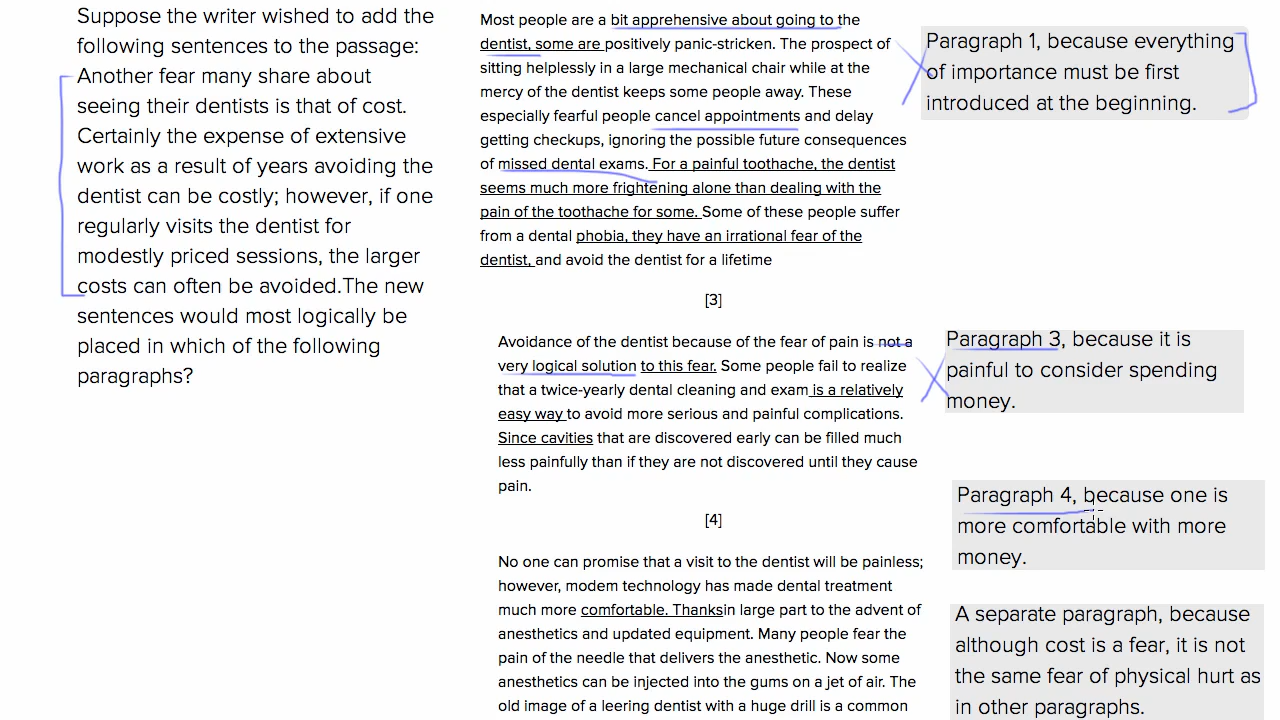 Suppose the writer wished to add the
following sentences to the passage:
Another fear many share about
seeing their dentists is that of cost.
Certainly the expense of extensive
work as a result of years avoiding the
dentist can be costly; however, if one
regularly visits the dentist for
modestly priced sessions, the larger
costs can often be avoided.The new
sentences would most logically be
placed in which of the following
paragraphs?
Most people are a bit apprehensive about going to the
dentist, some are positively panic-stricken. The prospect of
sitting helplessly in a large mechanical chair while at the
mercy of the dentist keeps some people away. These
especially fearful people cancel appointments and delay
getting checkups, ignoring the possible future consequences
of missed dental exams. For a painful toothache, the dentist
seems much more frightening alone than dealing with the
pain of the toothache for some. Some of these people suffer
from a dental phobia, they have an irrational fear of the
dentist, and avoid the dentist for a lifetime
[3]
Avoidance of the dentist because of the fear of pain is not a
very logical solution to this fear. Some people fail to realize
that a twice-yearly dental cleaning and exam is a relatively
easy way to avoid more serious and painful complications.
Since cavities that are discovered early can be filled much
less painfully than if they are not discovered until they cause
pain.
[4]
No one can promise that a visit to the dentist will be painless;
however, modem technology has made dental treatment
much more comfortable. Thanksin large part to the advent of
anesthetics and updated equipment. Many people fear the
pain of the needle that delivers the anesthetic. Now some
anesthetics can be injected into the gums on a jet of air. The
old image of a leering dentist with a huge drill is a common
Paragraph 1, because everything
of importance must be first
introduced at the beginning.
Paragraph 3, because it is
painful to consider spending
money.
Paragraph 4, because one is
more comfortable with more
money.
A separate paragraph, because
although cost is a fear, it is not
the same fear of physical hurt as
in other paragraphs.